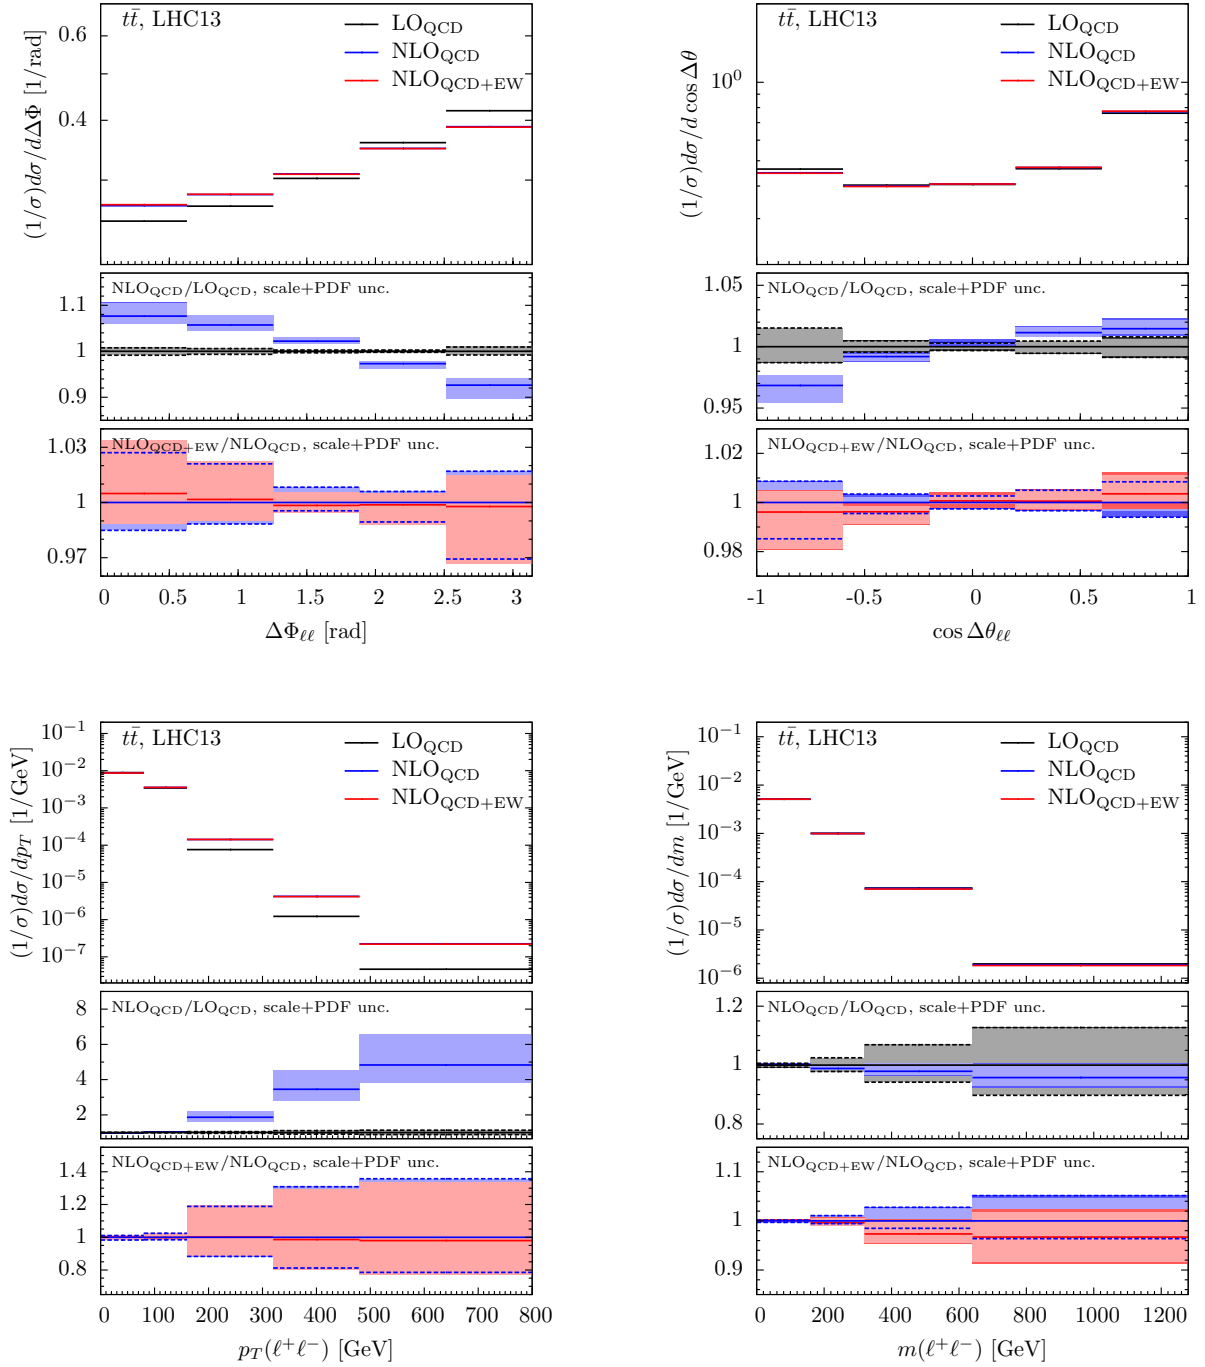 tt̄, LHC13
LO_QCD
NLO_QCD
NLO_QCD+EW
(1/σ)dσ/dΔΦ [1/rad]
0.6
0.4
NLO_QCD/LO_QCD, scale+PDF unc.
1.1
1
0.9
NLO_QCD+EW/NLO_QCD, scale+PDF unc.
1.03
1
0.97
0 0.5 1 1.5 2 2.5 3
ΔΦ_ℓℓ [rad]
tt̄, LHC13
LO_QCD
NLO_QCD
NLO_QCD+EW
(1/σ)dσ/d cos Δθ
10^0
NLO_QCD/LO_QCD, scale+PDF unc.
1.05
1
0.95
NLO_QCD+EW/NLO_QCD, scale+PDF unc.
1.02
1
0.98
-1 -0.5 0 0.5 1
cos Δθ_ℓℓ
tt̄, LHC13
LO_QCD
NLO_QCD
NLO_QCD+EW
(1/σ)dσ/dp_T [1/GeV]
10^-1
10^-2
10^-3
10^-4
10^-5
10^-6
10^-7
NLO_QCD/LO_QCD, scale+PDF unc.
8
6
4
2
NLO_QCD+EW/NLO_QCD, scale+PDF unc.
1.4
1.2
1
0.8
0 100 200 300 400 500 600 700 800
p_T(ℓ^+ℓ^-) [GeV]
tt̄, LHC13
LO_QCD
NLO_QCD
NLO_QCD+EW
(1/σ)dσ/dm [1/GeV]
10^-1
10^-2
10^-3
10^-4
10^-5
10^-6
NLO_QCD/LO_QCD, scale+PDF unc.
1.2
1
0.8
NLO_QCD+EW/NLO_QCD, scale+PDF unc.
1.1
1
0.9
0 200 400 600 800 1000 1200
m(ℓ^+ℓ^-) [GeV]